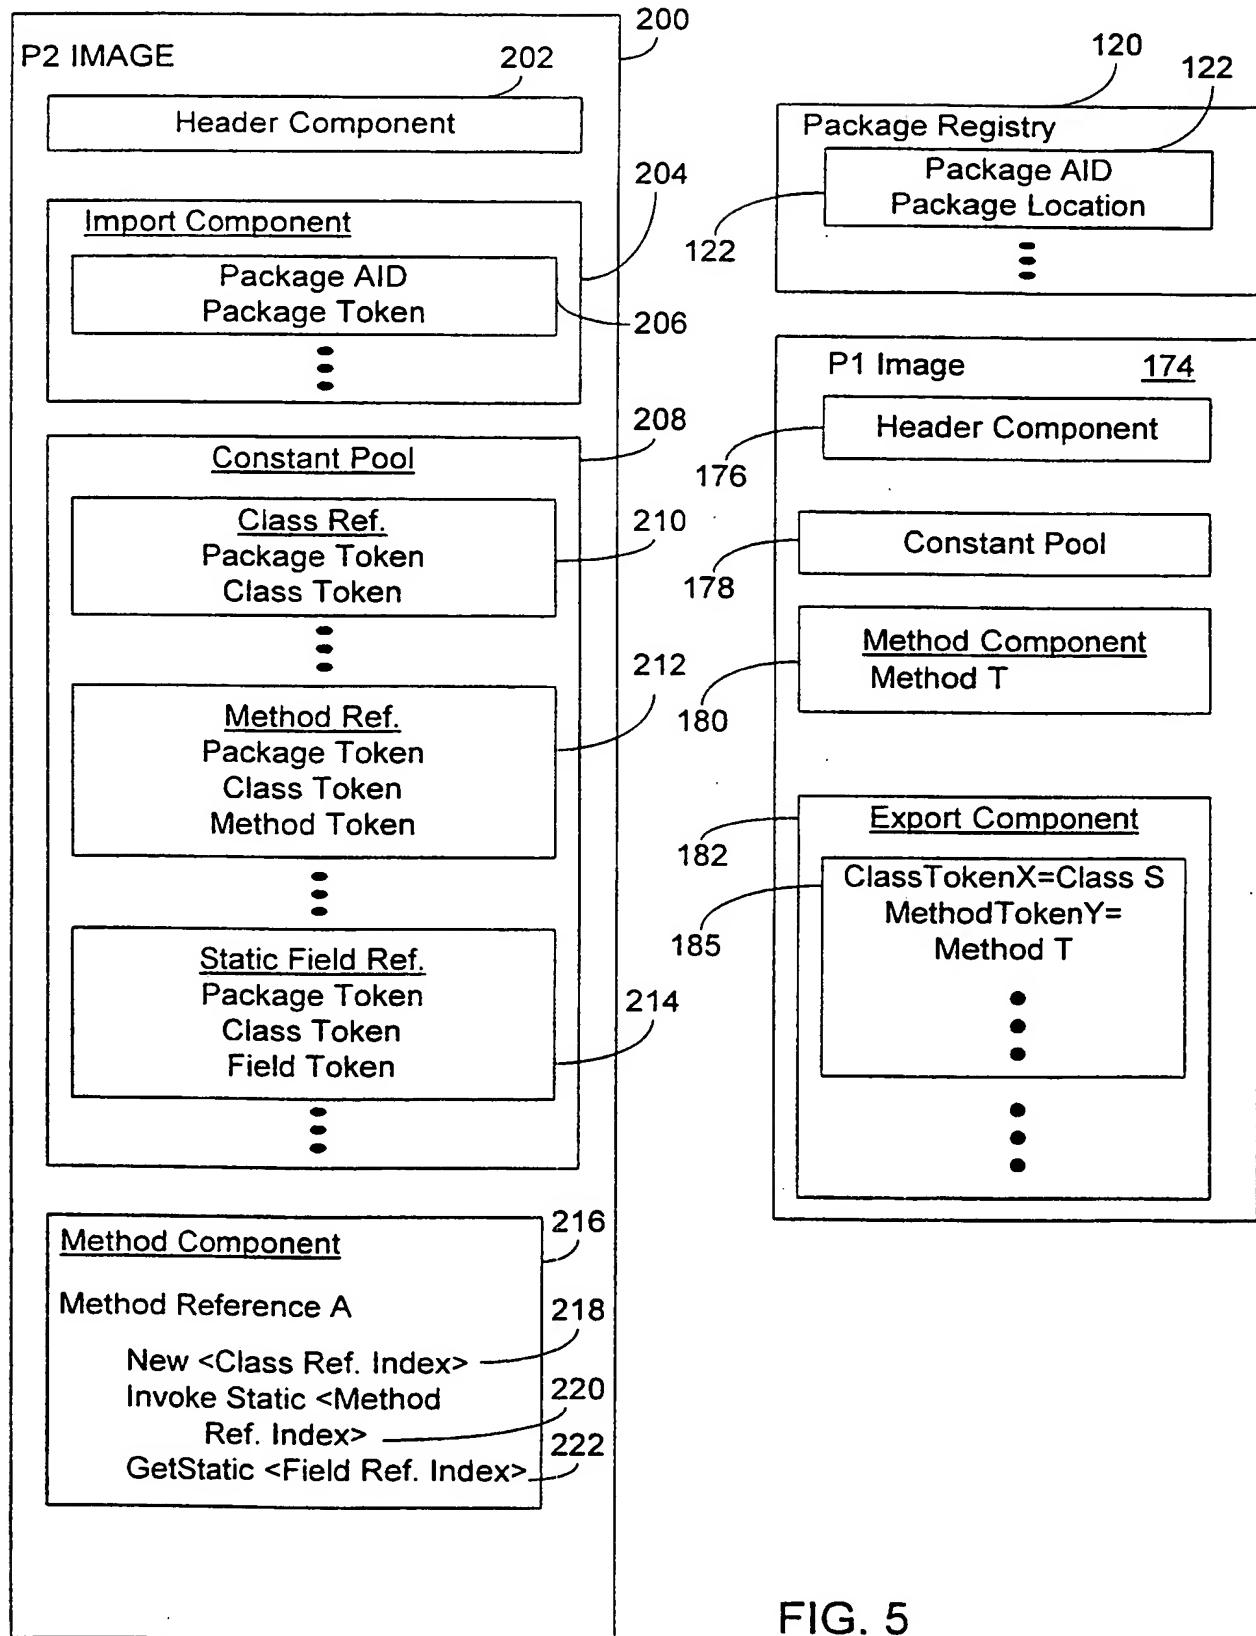 200
P2 IMAGE
202
Header Component
204
Import Component
Package AID
Package Token
206
208
Constant Pool
Class Ref.
Package Token
Class Token
210
Method Ref.
Package Token
Class Token
Method Token
212
Static Field Ref.
Package Token
Class Token
Field Token
214
216
Method Component
Method Reference A
218
New <Class Ref. Index>
Invoke Static <Method
Ref. Index>
220
GetStatic <Field Ref. Index>
222
120
122
Package Registry
Package AID
Package Location
122
P1 Image
174
Header Component
176
Constant Pool
178
Method Component
Method T
180
Export Component
182
ClassTokenX=Class S
MethodTokenY=
Method T
185
FIG. 5